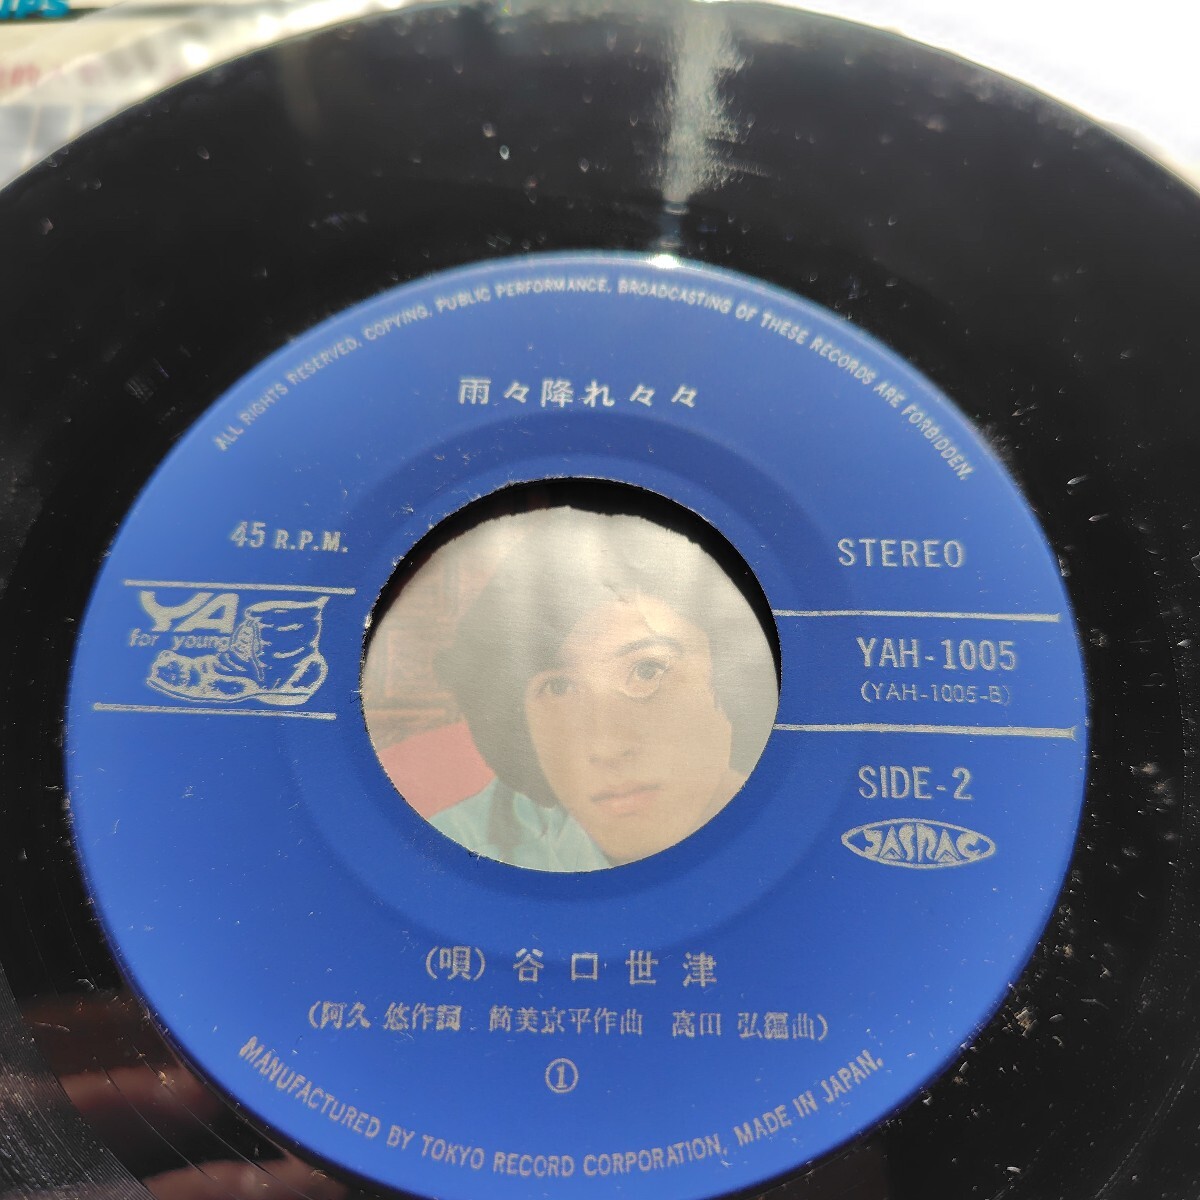 IPS
ALL RIGHTS RESERVED. COPYING, PUBLIC PERFORMANCE, BROADCASTING OF THESE RECORDS ARE FORBIDDEN.
雨々降れ々々
45 R.P.M.
STEREO
YA
for young
YAH-1005
(YAH-1005-B)
SIDE-2
JASRAC
(唄) 谷口世津
(阿久 悠作詞 筒美京平作曲 高田 弘編曲)
①
MANUFACTURED BY TOKYO RECORD CORPORATION, MADE IN JAPAN.